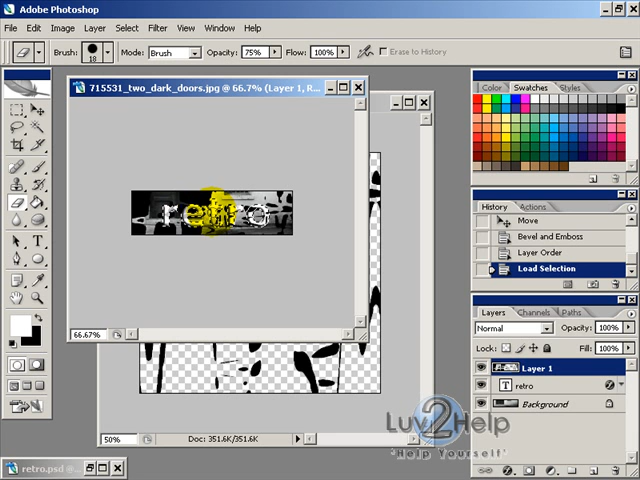 Adobe Photoshop
File Edit Image Layer Select Filter View Window Help
Brush: 18 Mode: Brush Opacity: 75% Flow: 100% Erase to History
715531_two_dark_doors.jpg @ 66.7% (Layer 1, R...
Color Swatches Styles
retro
66.67%
50% Doc: 351.6K/351.6K
History Actions
Move
Bevel and Emboss
Layer Order
Load Selection
Layers Channels Paths
Normal Opacity: 100%
Lock: Fill: 100%
Layer 1
T retro
Background
Luv2Help
"Help Yourself"
retro.psd @...